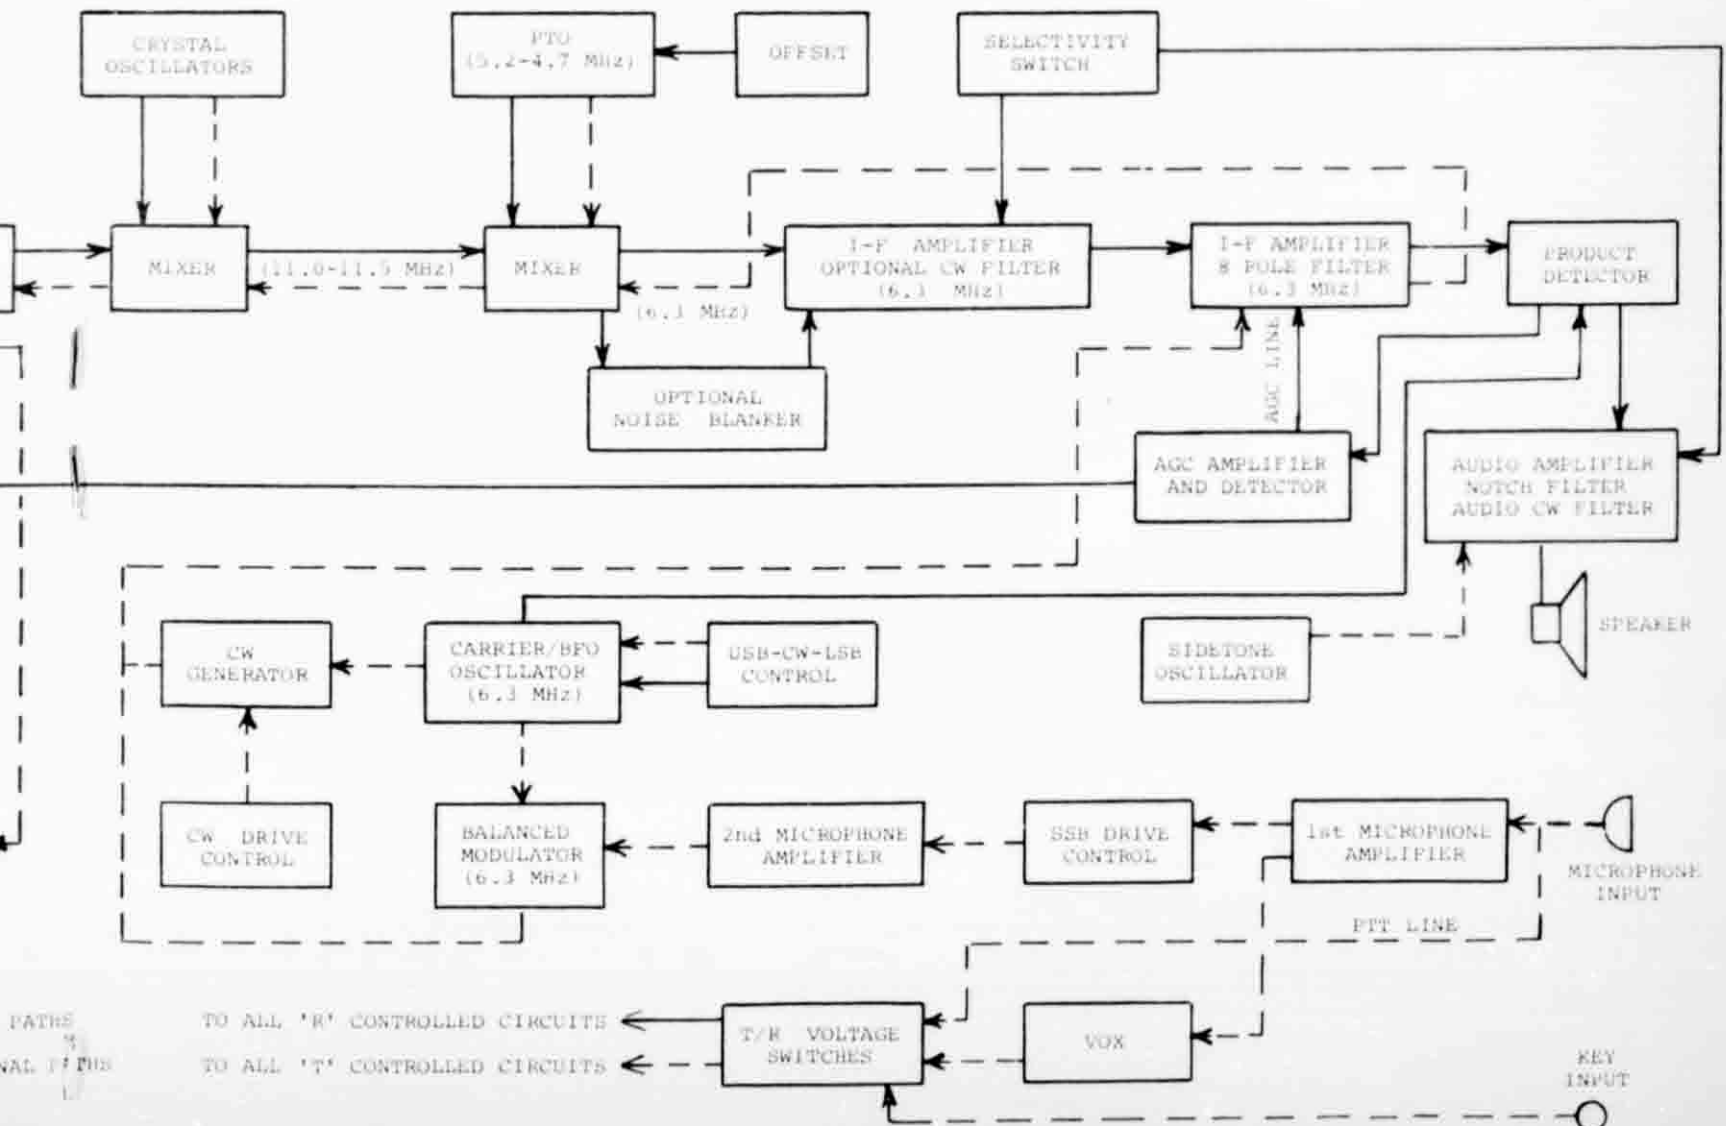 CRYSTAL
OSCILLATORS
PTO
(5.2-4.7 MHz)
OFFSET
SELECTIVITY
SWITCH
MIXER
(11.0-11.5 MHz)
MIXER
(6.3 MHz)
I-F AMPLIFIER
OPTIONAL CW FILTER
(6.3 MHz)
I-F AMPLIFIER
8 POLE FILTER
(6.3 MHz)
PRODUCT
DETECTOR
OPTIONAL
NOISE BLANKER
AGC LINE
AGC AMPLIFIER
AND DETECTOR
AUDIO AMPLIFIER
NOTCH FILTER
AUDIO CW FILTER
CW
GENERATOR
CARRIER/BFO
OSCILLATOR
(6.3 MHz)
USB-CW-LSB
CONTROL
SIDETONE
OSCILLATOR
SPEAKER
CW DRIVE
CONTROL
BALANCED
MODULATOR
(6.3 MHz)
2nd MICROPHONE
AMPLIFIER
SSB DRIVE
CONTROL
1st MICROPHONE
AMPLIFIER
MICROPHONE
INPUT
PTT LINE
PATHS
TO ALL 'R' CONTROLLED CIRCUITS
TO ALL 'T' CONTROLLED CIRCUITS
T/R VOLTAGE
SWITCHES
VOX
KEY
INPUT